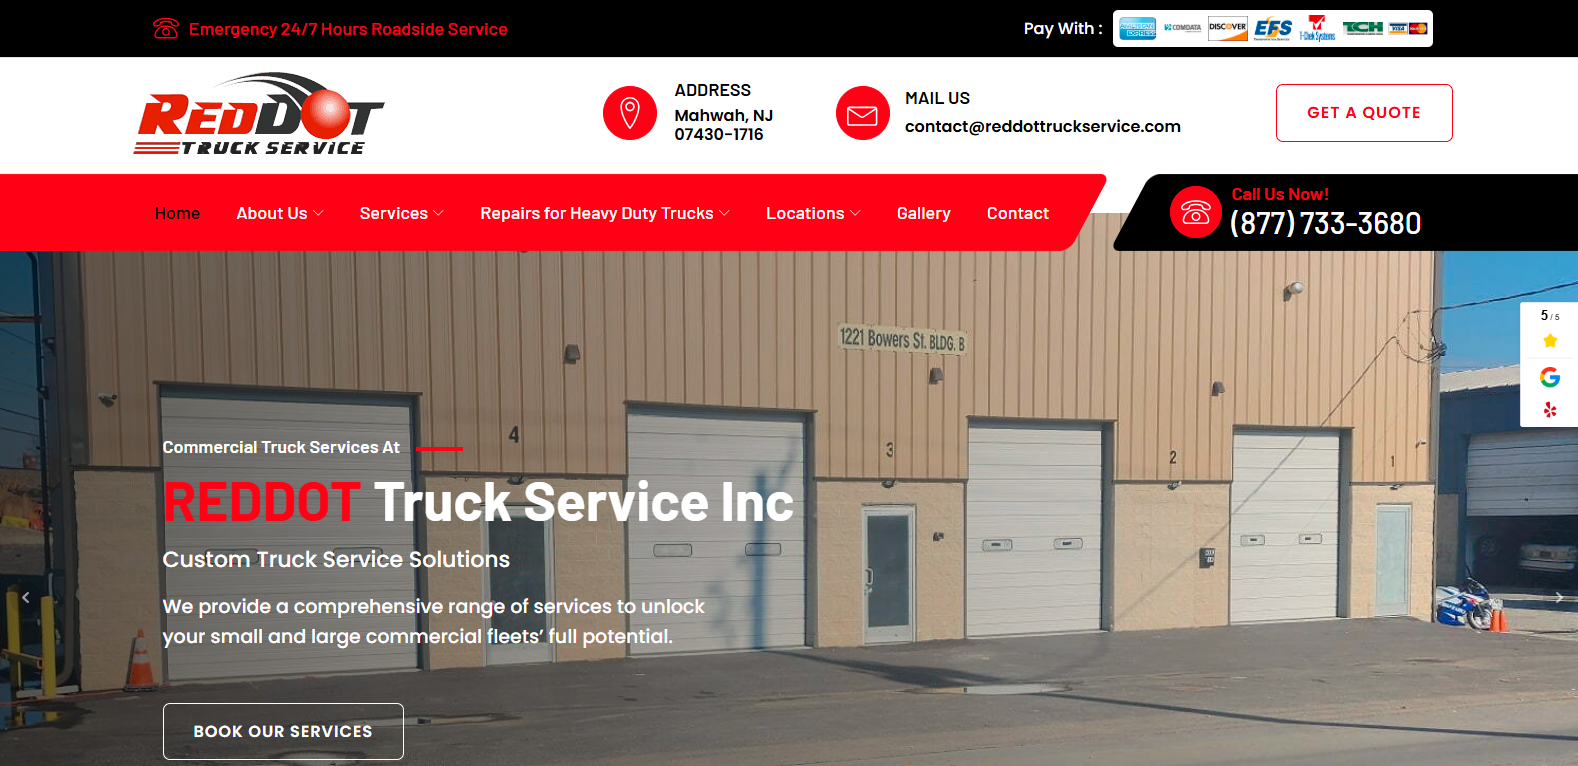 Emergency 24/7 Hours Roadside Service
Pay With :
AMERICAN EXPRESS
COMDATA
DISCOVER
EFS
T-Chek Systems
TCH
VISA
REDDOT
TRUCK SERVICE
ADDRESS
Mahwah, NJ
07430-1716
MAIL US
contact@reddottruckservice.com
GET A QUOTE
Home
About Us
Services
Repairs for Heavy Duty Trucks
Locations
Gallery
Contact
Call Us Now!
(877) 733-3680
5 / 5
1221 Bowers St. BLDG. B
4
3
2
1
Commercial Truck Services At
REDDOT Truck Service Inc
Custom Truck Service Solutions
We provide a comprehensive range of services to unlock
your small and large commercial fleets’ full potential.
BOOK OUR SERVICES